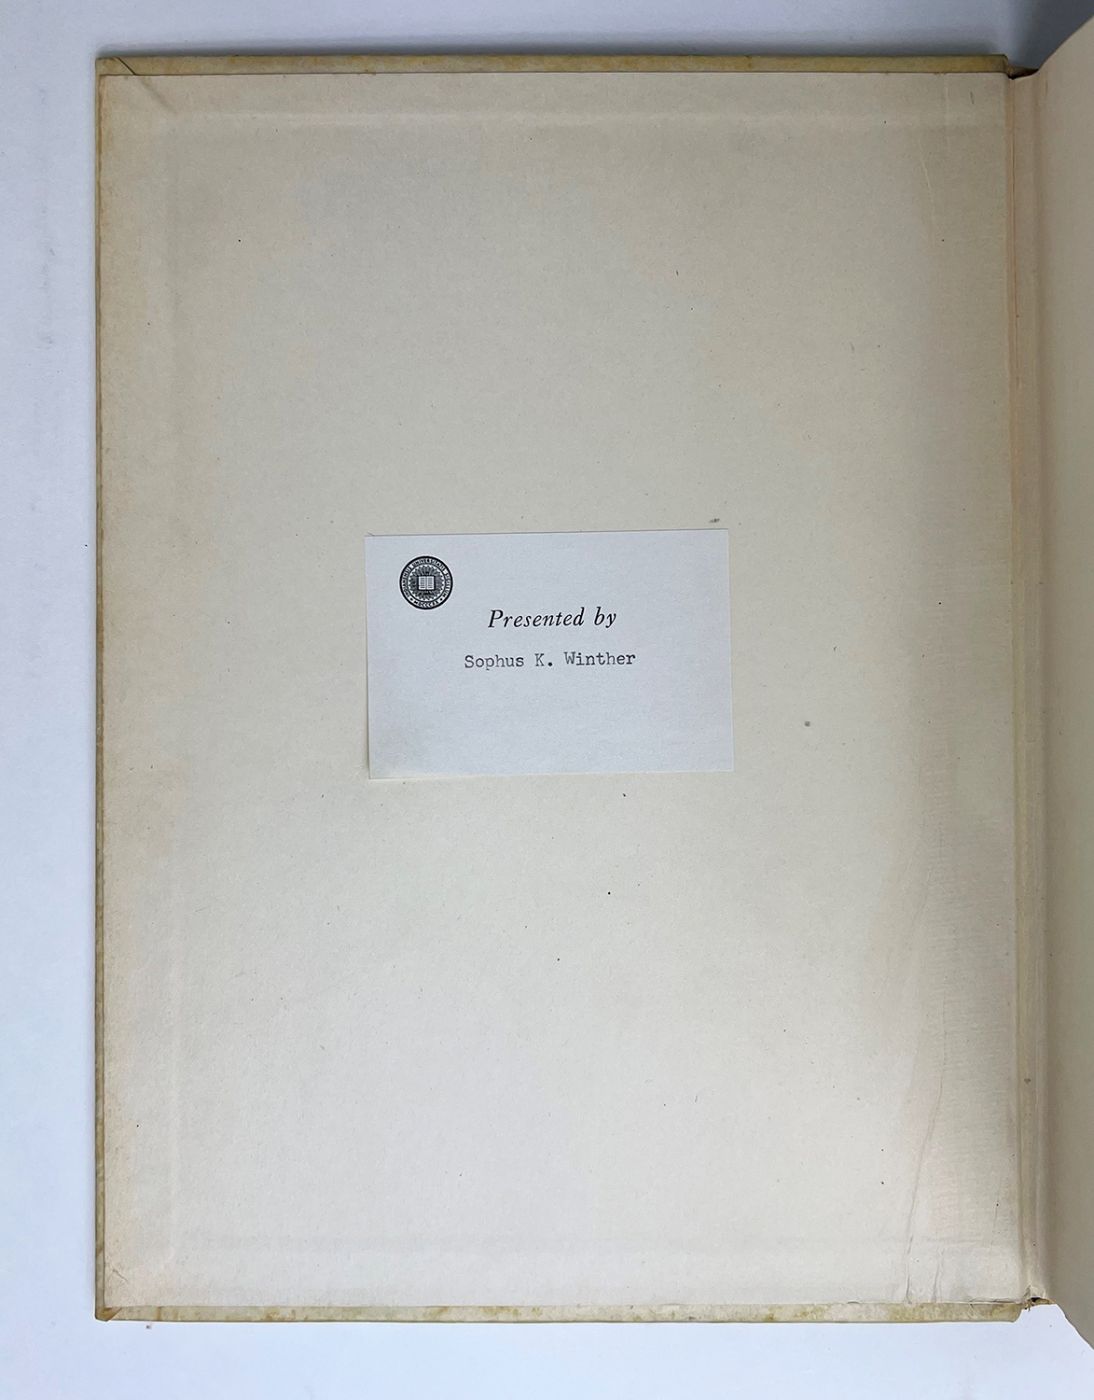 Presented by
Sophus K. Winther